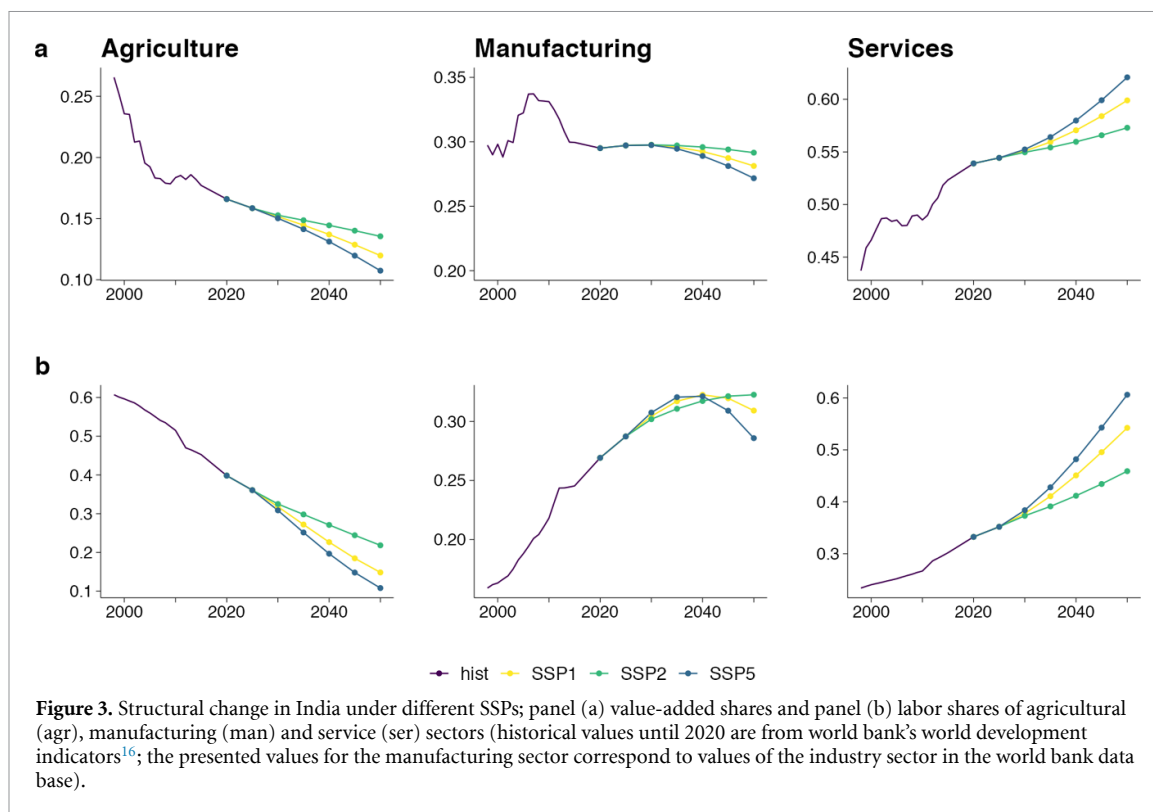 a Agriculture Manufacturing Services
0.25
0.20
0.15
0.10
2000 2020 2040
0.35
0.30
0.25
0.20
2000 2020 2040
0.60
0.55
0.50
0.45
2000 2020 2040
b
0.6
0.5
0.4
0.3
0.2
0.1
2000 2020 2040
0.30
0.25
0.20
2000 2020 2040
0.6
0.5
0.4
0.3
2000 2020 2040
hist SSP1 SSP2 SSP5
Figure 3. Structural change in India under different SSPs; panel (a) value-added shares and panel (b) labor shares of agricultural
(agr), manufacturing (man) and service (ser) sectors (historical values until 2020 are from world bank's world development
indicators16; the presented values for the manufacturing sector correspond to values of the industry sector in the world bank data
base).